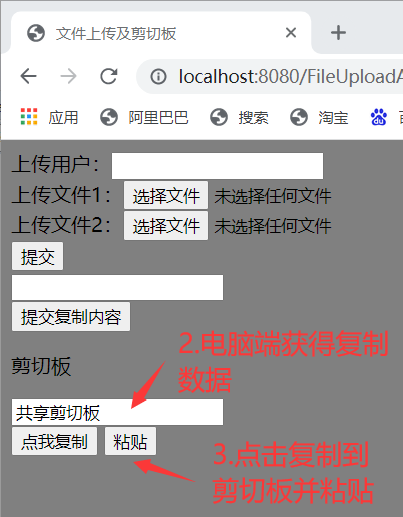 文件上传及剪切板
localhost:8080/FileUploadA
应用 阿里巴巴 搜索 淘宝 du 百度
上传用户：
上传文件1： 选择文件 未选择任何文件
上传文件2： 选择文件 未选择任何文件
提交
提交复制内容
剪切板
2.电脑端获得复制
数据
共享剪切板
点我复制 粘贴
3.点击复制到
剪切板并粘贴